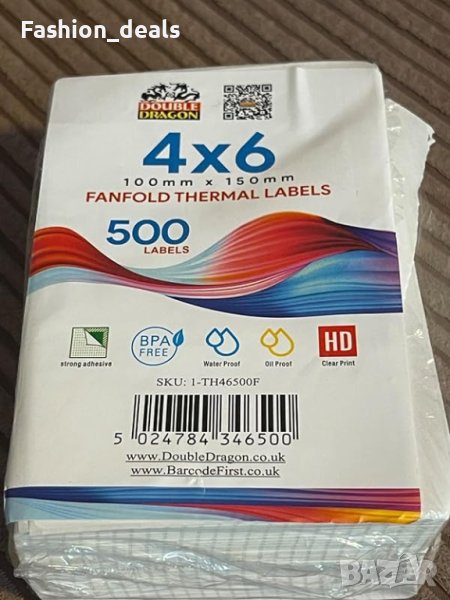 Fashion_deals
DOUBLE
DRAGON
4x6
100mm x 150mm
FANFOLD THERMAL LABELS
500
LABELS
strong adhesive
BPA
FREE
Water Proof
Oil Proof
HD
Clear Print
SKU: 1-TH46500F
5 024784 346500
www.DoubleDragon.co.uk
www.BarcodeFirst.co.uk
BAZAR